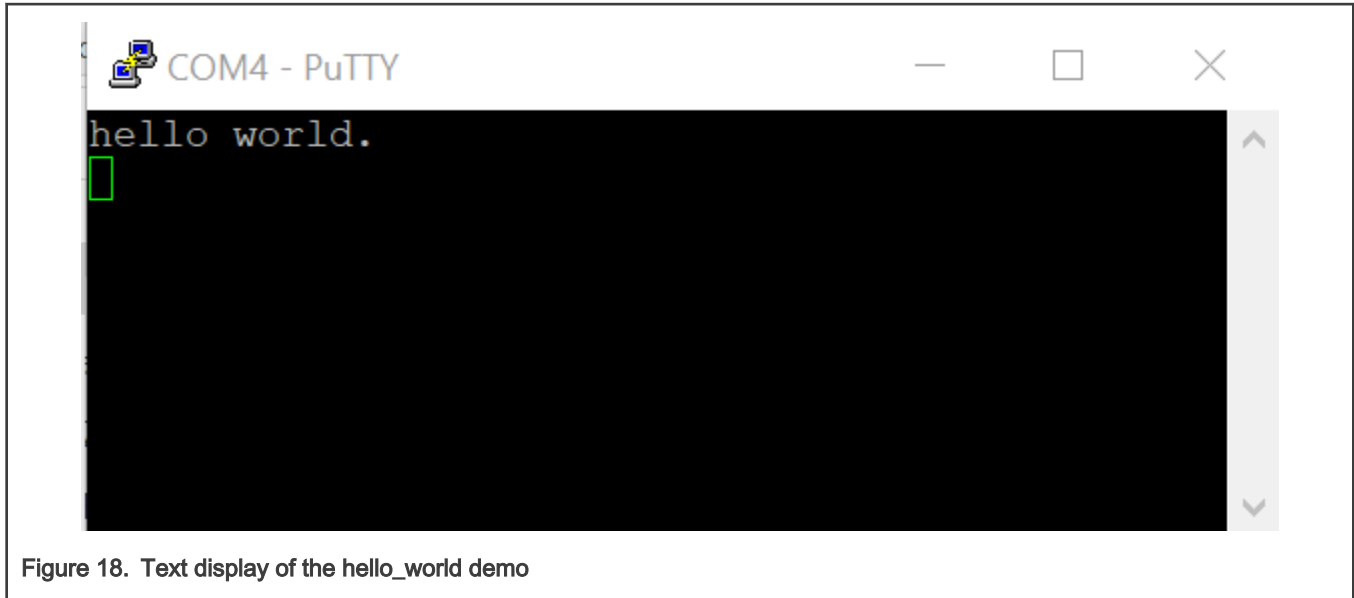 COM4 - PuTTY
hello world.
Figure 18. Text display of the hello_world demo